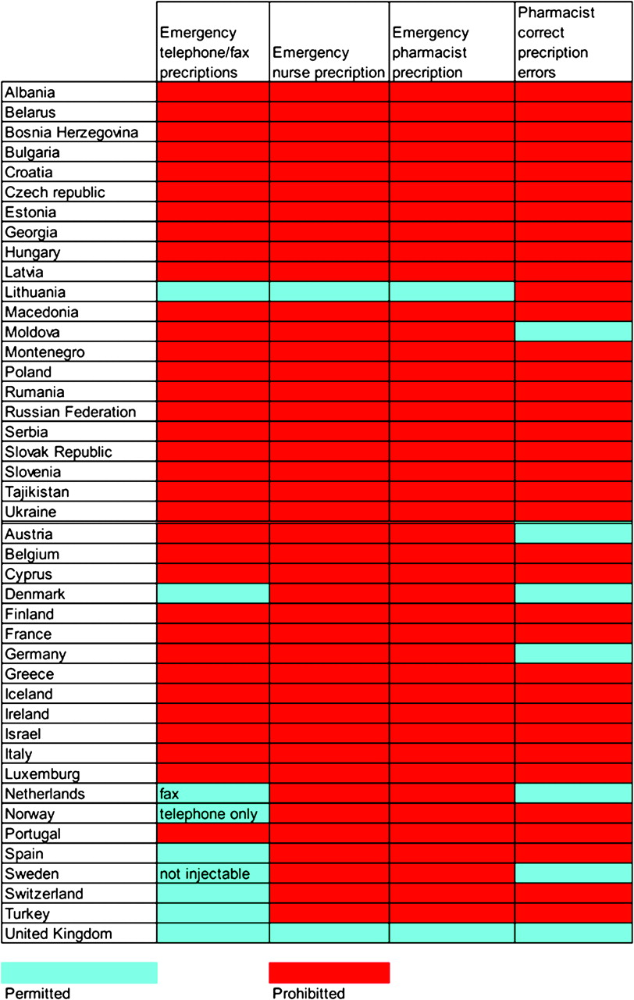 Emergency
telephone/fax
precriptions
Emergency
nurse precription
Emergency
pharmacist
precription
Pharmacist
correct
precription
errors
Albania
Belarus
Bosnia Herzegovina
Bulgaria
Croatia
Czech republic
Estonia
Georgia
Hungary
Latvia
Lithuania
Macedonia
Moldova
Montenegro
Poland
Rumania
Russian Federation
Serbia
Slovak Republic
Slovenia
Tajikistan
Ukraine
Austria
Belgium
Cyprus
Denmark
Finland
France
Germany
Greece
Iceland
Ireland
Israel
Italy
Luxemburg
Netherlands fax
Norway telephone only
Portugal
Spain
Sweden not injectable
Switzerland
Turkey
United Kingdom
Permitted Prohibitted